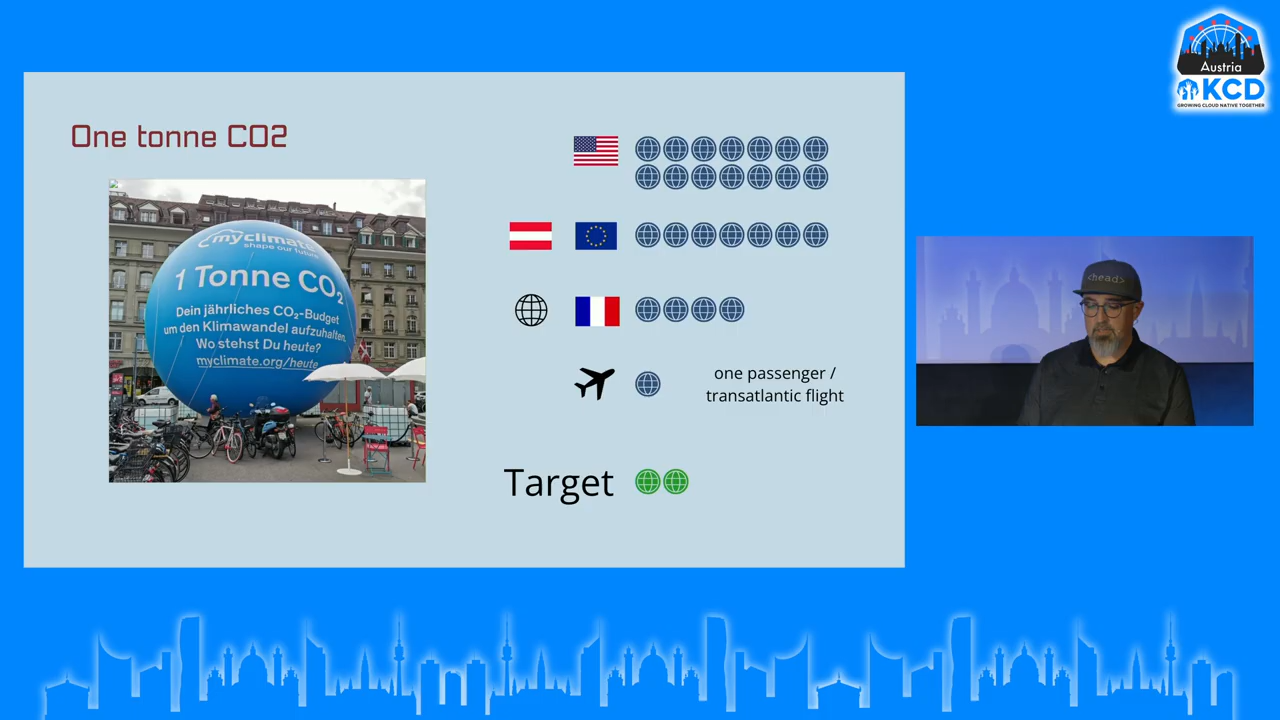 Austria
KCD
GROWING CLOUD NATIVE TOGETHER
One tonne CO2
myclimate
shape our future
1 Tonne CO₂
Dein jährliches CO₂-Budget
um den Klimawandel aufzuhalten.
Wo stehst Du heute?
myclimate.org/heute
one passenger /
transatlantic flight
Target
<head>